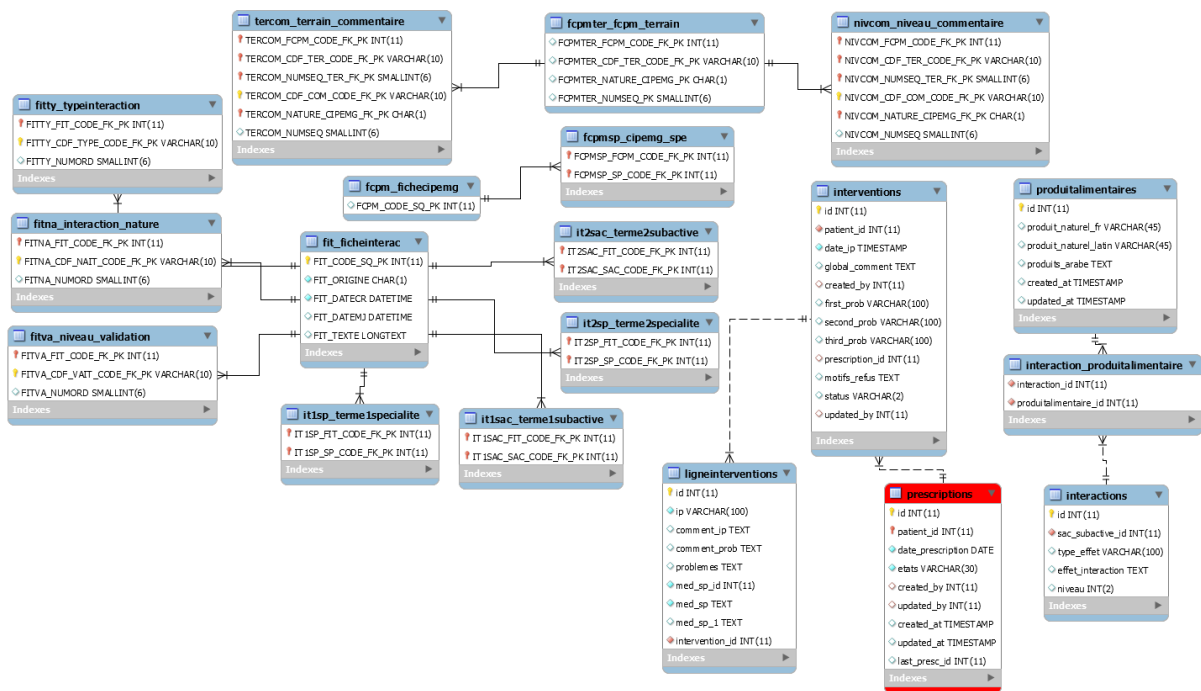 tercom_terrain_commentaire
TERCOM_FCPM_CODE_FK_PK INT(11)
TERCOM_CDF_TER_CODE_FK_PK VARCHAR(10)
TERCOM_NUMSEQ_TER_FK_PK SMALLINT(6)
TERCOM_CDF_COM_CODE_FK_PK VARCHAR(10)
TERCOM_NATURE_CIPEMG_FK_PK CHAR(1)
TERCOM_NUMSEQ SMALLINT(6)
Indexes
fcpmter_fcpm_terrain
FCPMTER_FCPM_CODE_FK_PK INT(11)
FCPMTER_CDF_TER_CODE_FK_PK VARCHAR(10)
FCPMTER_NATURE_CIPEMG_PK CHAR(1)
FCPMTER_NUMSEQ_PK SMALLINT(6)
Indexes
nivcom_niveau_commentaire
NIVCOM_FCPM_CODE_FK_PK INT(11)
NIVCOM_CDF_TER_CODE_FK_PK VARCHAR(10)
NIVCOM_NUMSEQ_TER_FK_PK SMALLINT(6)
NIVCOM_CDF_COM_CODE_FK_PK VARCHAR(10)
NIVCOM_NATURE_CIPEMG_FK_PK CHAR(1)
NIVCOM_NUMSEQ SMALLINT(6)
Indexes
fitty_typeinteraction
FITTY_FIT_CODE_FK_PK INT(11)
FITTY_CDF_TYPE_CODE_FK_PK VARCHAR(10)
FITTY_NUMORD SMALLINT(6)
Indexes
fcpmsp_cipemg_spe
FCPMSP_FCPM_CODE_FK_PK INT(11)
FCPMSP_SP_CODE_FK_PK INT(11)
Indexes
fcpm_fichecipemg
FCPM_CODE_SQ_PK INT(11)
fitna_interaction_nature
FITNA_FIT_CODE_FK_PK INT(11)
FITNA_CDF_NAIT_CODE_FK_PK VARCHAR(10)
FITNA_NUMORD SMALLINT(6)
Indexes
fit_ficheinterac
FIT_CODE_SQ_PK INT(11)
FIT_ORIGINE CHAR(1)
FIT_DATECR DATETIME
FIT_DATEMJ DATETIME
FIT_TEXTE LONGTEXT
Indexes
it2sac_terme2subactive
IT2SAC_FIT_CODE_FK_PK INT(11)
IT2SAC_SAC_CODE_FK_PK INT(11)
Indexes
it2sp_terme2specialite
IT2SP_FIT_CODE_FK_PK INT(11)
IT2SP_SP_CODE_FK_PK INT(11)
Indexes
fitva_niveau_validation
FITVA_FIT_CODE_FK_PK INT(11)
FITVA_CDF_VAIT_CODE_FK_PK VARCHAR(10)
FITVA_NUMORD SMALLINT(6)
Indexes
it1sp_terme1specialite
IT1SP_FIT_CODE_FK_PK INT(11)
IT1SP_SP_CODE_FK_PK INT(11)
Indexes
it1sac_terme1subactive
IT1SAC_FIT_CODE_FK_PK INT(11)
IT1SAC_SAC_CODE_FK_PK INT(11)
Indexes
interventions
id INT(11)
patient_id INT(11)
date_ip TIMESTAMP
global_comment TEXT
created_by INT(11)
first_prob VARCHAR(100)
second_prob VARCHAR(100)
third_prob VARCHAR(100)
prescription_id INT(11)
motifs_refus TEXT
status VARCHAR(2)
updated_by INT(11)
Indexes
produitalimentaires
id INT(11)
produit_naturel_fr VARCHAR(45)
produit_naturel_latin VARCHAR(45)
produits_arabe TEXT
created_at TIMESTAMP
updated_at TIMESTAMP
Indexes
interaction_produitalimentaire
interaction_id INT(11)
produitalimentaire_id INT(11)
Indexes
ligneinterventions
id INT(11)
ip VARCHAR(100)
comment_ip TEXT
comment_prob TEXT
problemes TEXT
med_sp_id INT(11)
med_sp TEXT
med_sp_1 TEXT
intervention_id INT(11)
Indexes
prescriptions
id INT(11)
patient_id INT(11)
date_prescription DATE
etats VARCHAR(30)
created_by INT(11)
updated_by INT(11)
created_at TIMESTAMP
updated_at TIMESTAMP
last_presc_id INT(11)
Indexes
interactions
id INT(11)
sac_subactive_id INT(11)
type_effet VARCHAR(100)
effet_interaction TEXT
niveau INT(2)
Indexes